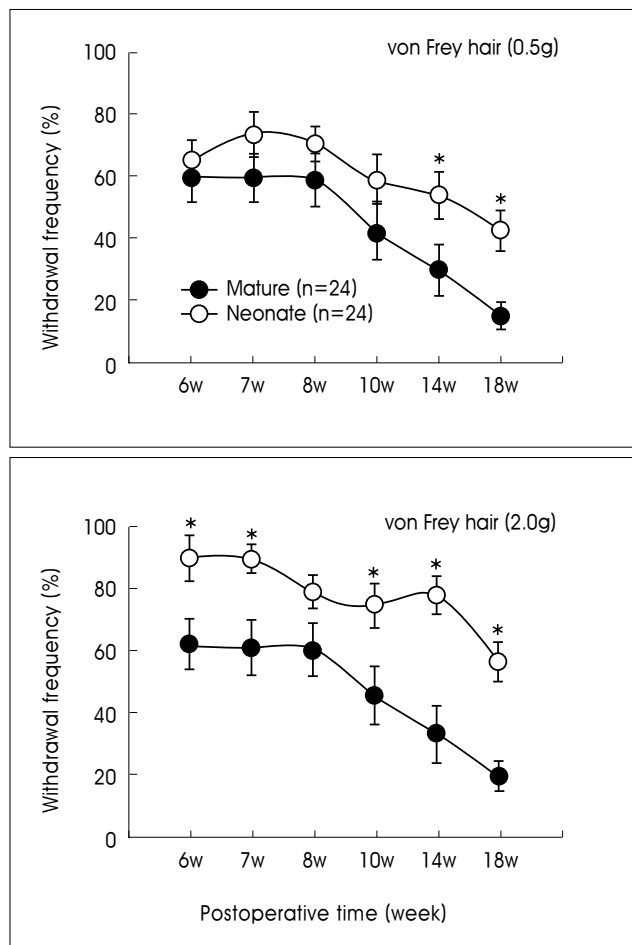 von Frey hair (0.5g)
Withdrawal frequency (%)
100
80
60
40
20
0
Mature (n=24)
Neonate (n=24)
*
*
6w 7w 8w 10w 14w 18w
von Frey hair (2.0g)
Withdrawal frequency (%)
100
80
60
40
20
0
*
*
*
*
*
6w 7w 8w 10w 14w 18w
Postoperative time (week)